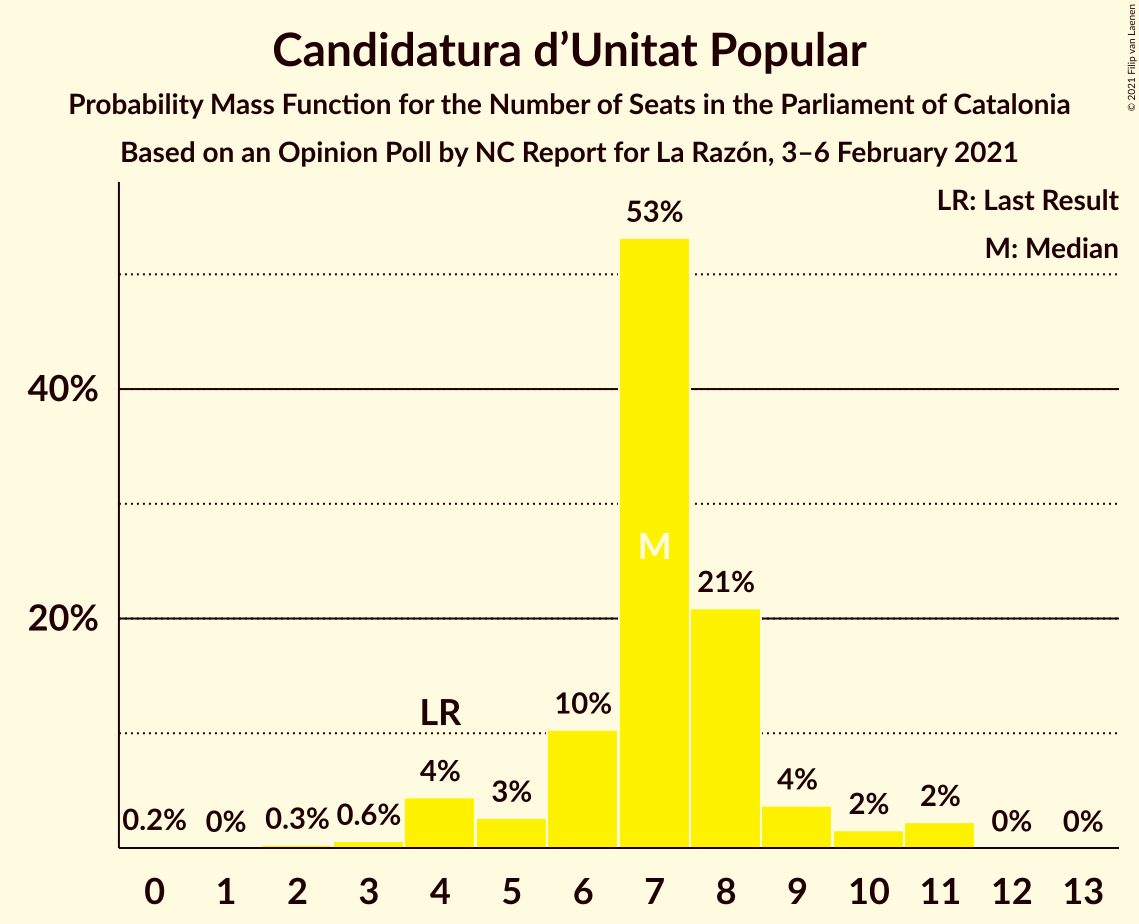 Candidatura d’Unitat Popular
Probability Mass Function for the Number of Seats in the Parliament of Catalonia
Based on an Opinion Poll by NC Report for La Razón, 3–6 February 2021
© 2021 Filip van Laenen
LR: Last Result
M: Median
53%
40%
M
21%
20%
LR
10%
4%
3%
4%
2%
2%
0.2%
0%
0.3%
0.6%
0%
0%
0 1 2 3 4 5 6 7 8 9 10 11 12 13